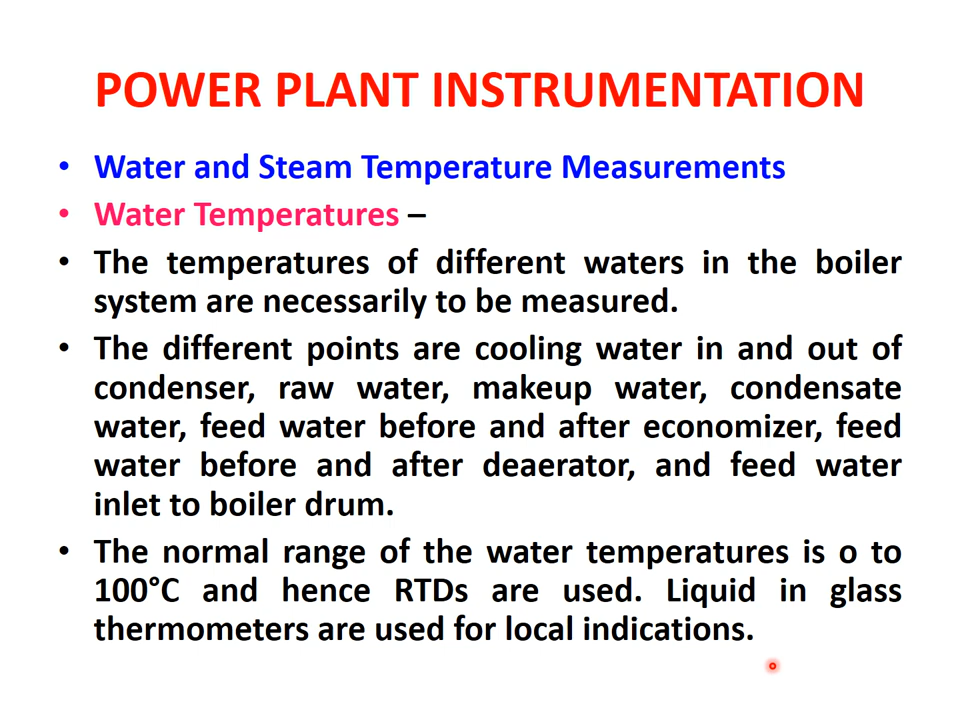 POWER PLANT INSTRUMENTATION
• Water and Steam Temperature Measurements
• Water Temperatures –
• The temperatures of different waters in the boiler
system are necessarily to be measured.
• The different points are cooling water in and out of
condenser, raw water, makeup water, condensate
water, feed water before and after economizer, feed
water before and after deaerator, and feed water
inlet to boiler drum.
• The normal range of the water temperatures is o to
100°C and hence RTDs are used. Liquid in glass
thermometers are used for local indications.